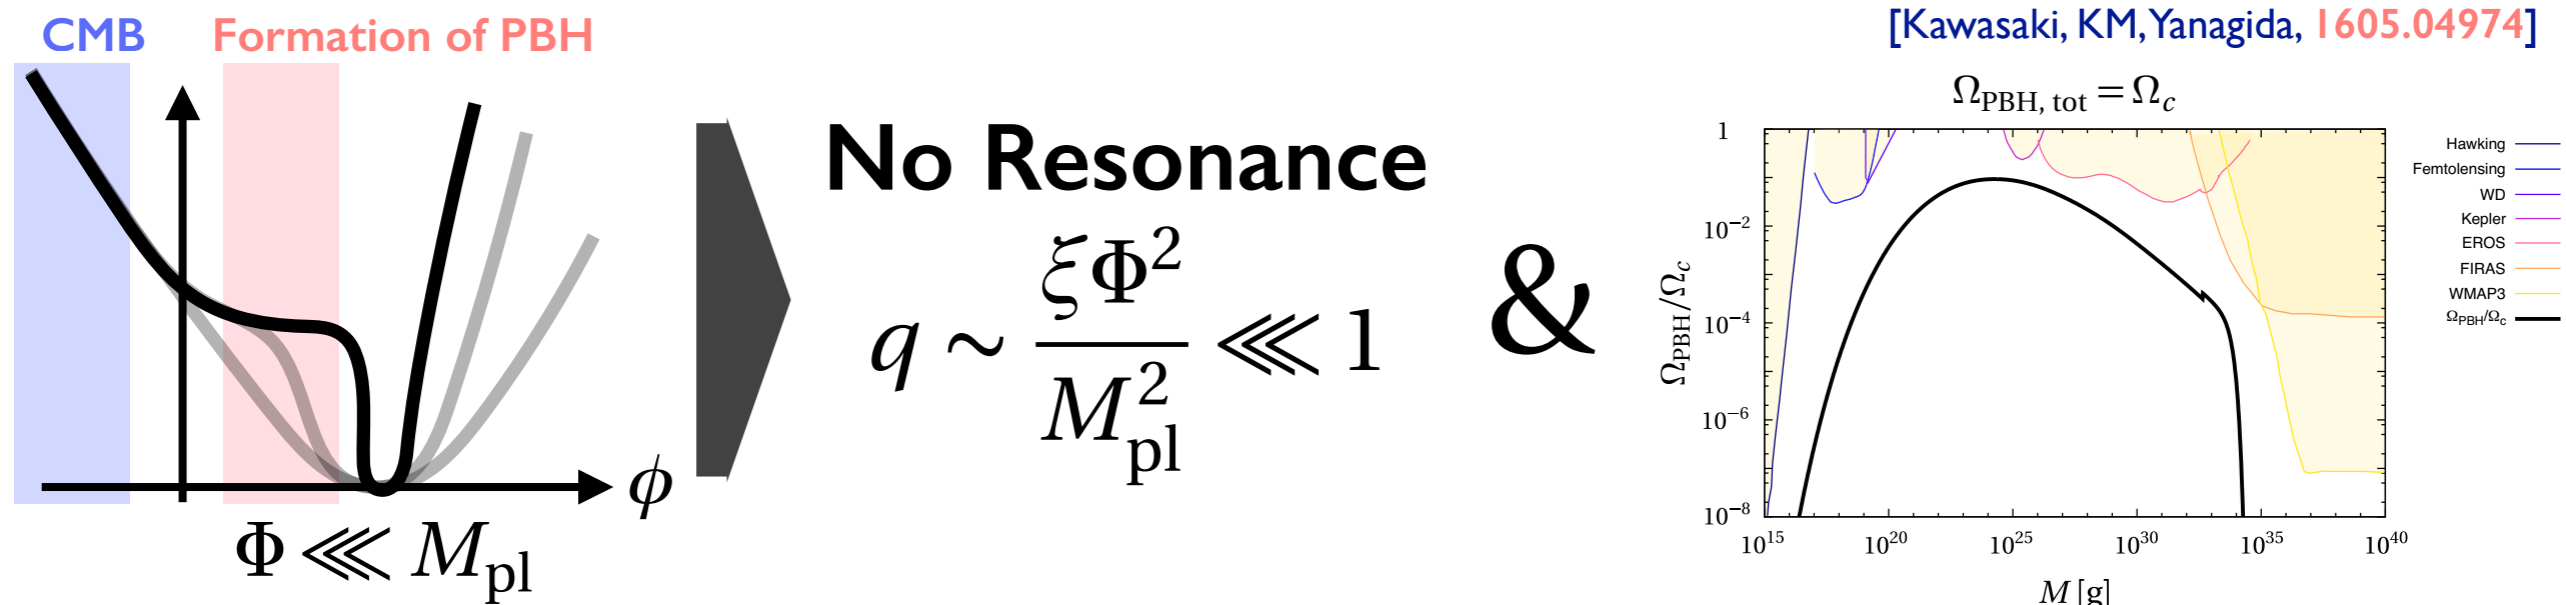 CMB
Formation of PBH
ϕ
Φ ⋘ M_pl
No Resonance
q ~ ξΦ² / M²_pl ⋘ 1
&
[Kawasaki, KM, Yanagida, 1605.04974]
Ω_PBH, tot = Ω_c
1
10⁻²
10⁻⁴
10⁻⁶
10⁻⁸
Ω_PBH/Ω_c
10¹⁵ 10²⁰ 10²⁵ 10³⁰ 10³⁵ 10⁴⁰
M [g]
Hawking
Femtolensing
WD
Kepler
EROS
FIRAS
WMAP3
Ω_PBH/Ω_c